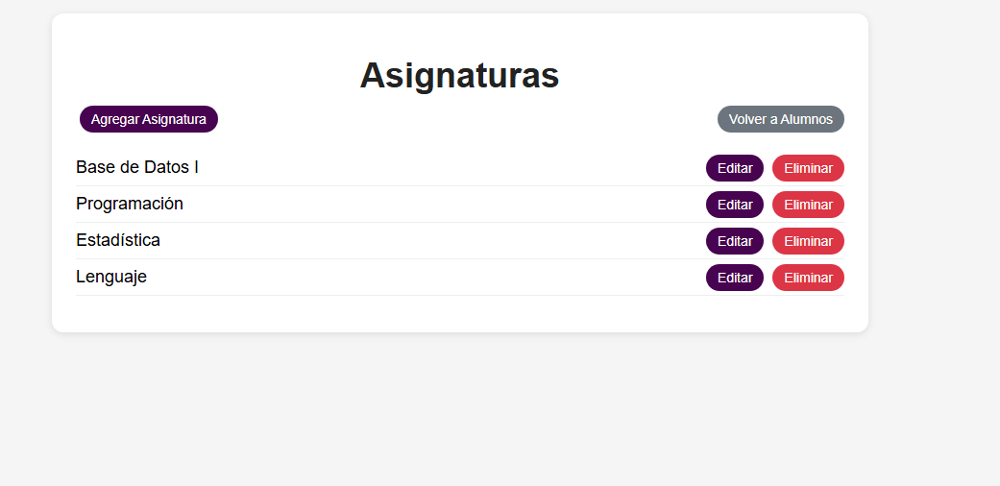 Asignaturas
Agregar Asignatura Volver a Alumnos
Base de Datos I Editar Eliminar
Programación Editar Eliminar
Estadística Editar Eliminar
Lenguaje Editar Eliminar